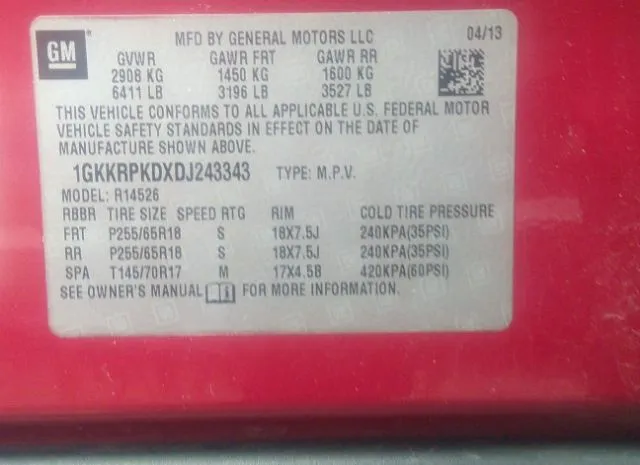 GM MFD BY GENERAL MOTORS LLC 04/13
GVWR GAWR FRT GAWR RR
2908 KG 1450 KG 1600 KG
6411 LB 3196 LB 3527 LB
THIS VEHICLE CONFORMS TO ALL APPLICABLE U.S. FEDERAL MOTOR
VEHICLE SAFETY STANDARDS IN EFFECT ON THE DATE OF
MANUFACTURE SHOWN ABOVE.
1GKKRPKDXDJ243343 TYPE: M.P.V.
MODEL: R14526
RBBR TIRE SIZE SPEED RTG RIM COLD TIRE PRESSURE
FRT P255/65R18 S 18X7.5J 240KPA(35PSI)
RR P255/65R18 S 18X7.5J 240KPA(35PSI)
SPA T145/70R17 M 17X4.5B 420KPA(60PSI)
SEE OWNER'S MANUAL FOR MORE INFORMATION.